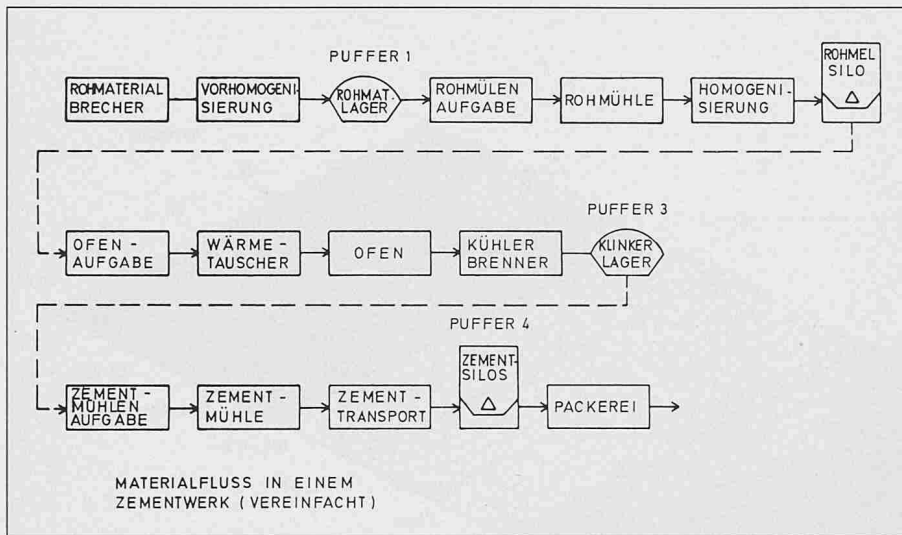 PUFFER 1
ROHMATERIAL
BRECHER
VORHOMOGENI-
SIERUNG
ROHMAT.
LAGER
ROHMÜLEN
AUFGABE
ROHMÜHLE
HOMOGENI-
SIERUNG
ROHMEL
SILO
PUFFER 3
OFEN -
AUFGABE
WÄRME-
TAUSCHER
OFEN
KÜHLER
BRENNER
KLINKER
LAGER
PUFFER 4
ZEMENT -
MÜHLEN
AUFGABE
ZEMENT -
MÜHLE
ZEMENT -
TRANSPORT
ZEMENT-
SILOS
PACKEREI
MATERIALFLUSS IN EINEM
ZEMENTWERK (VEREINFACHT)